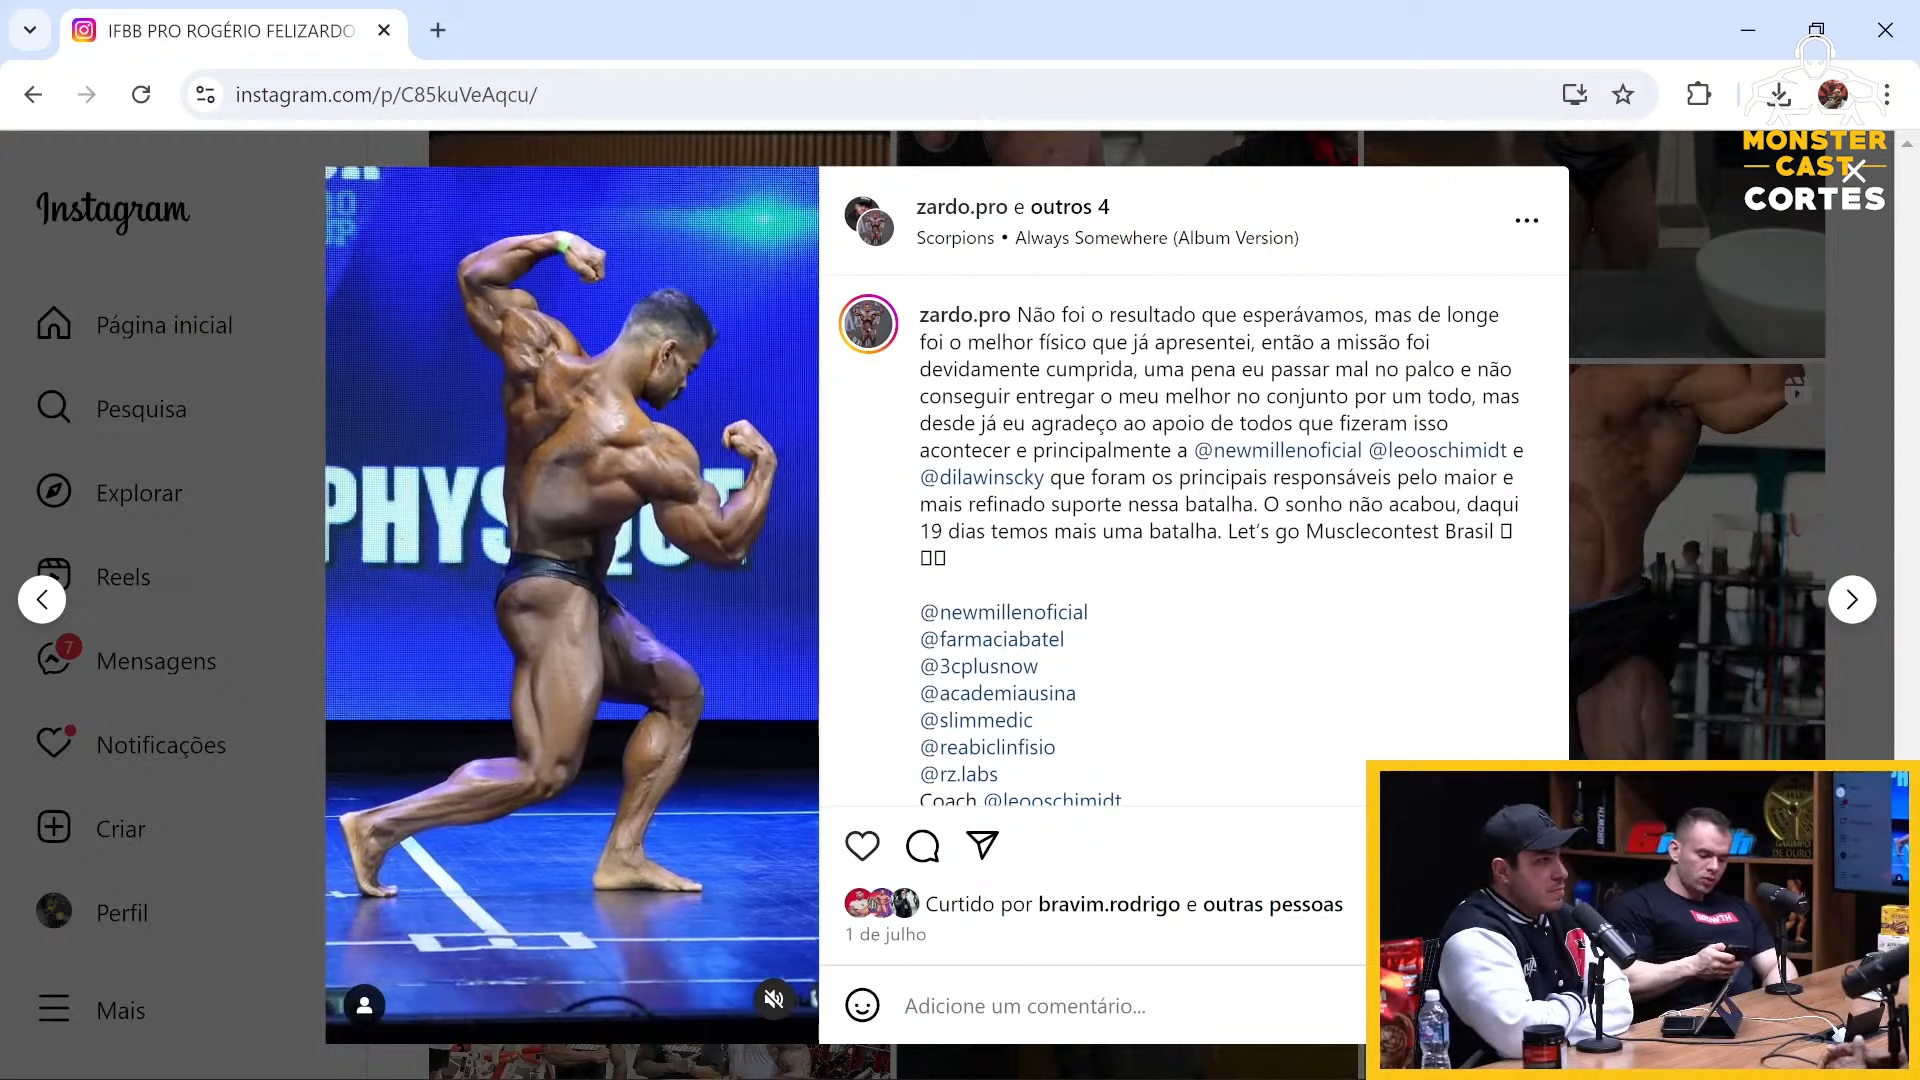 IFBB PRO ROGÉRIO FELIZARDO
instagram.com/p/C85kuVeAqcu/
MONSTER
CAST
CORTES
Instagram
Página inicial
Pesquisa
Explorar
Reels
7
Mensagens
Notificações
Criar
Perfil
Mais
zardo.pro e outros 4
Scorpions • Always Somewhere (Album Version)
zardo.pro Não foi o resultado que esperávamos, mas de longe
foi o melhor físico que já apresentei, então a missão foi
devidamente cumprida, uma pena eu passar mal no palco e não
conseguir entregar o meu melhor no conjunto por um todo, mas
desde já eu agradeço ao apoio de todos que fizeram isso
acontecer e principalmente a @newmillenoficial @leooschimidt e
@dilawinscky que foram os principais responsáveis pelo maior e
mais refinado suporte nessa batalha. O sonho não acabou, daqui
19 dias temos mais uma batalha. Let's go Musclecontest Brasil
@newmillenoficial
@farmaciabatel
@3cplusnow
@academiausina
@slimmedic
@reabiclinfisio
@rz.labs
Coach @leooschimidt
Curtido por bravim.rodrigo e outras pessoas
1 de julho
Adicione um comentário...
GROWTH
Growth
GARIMPO
DE OURO
GROWTH